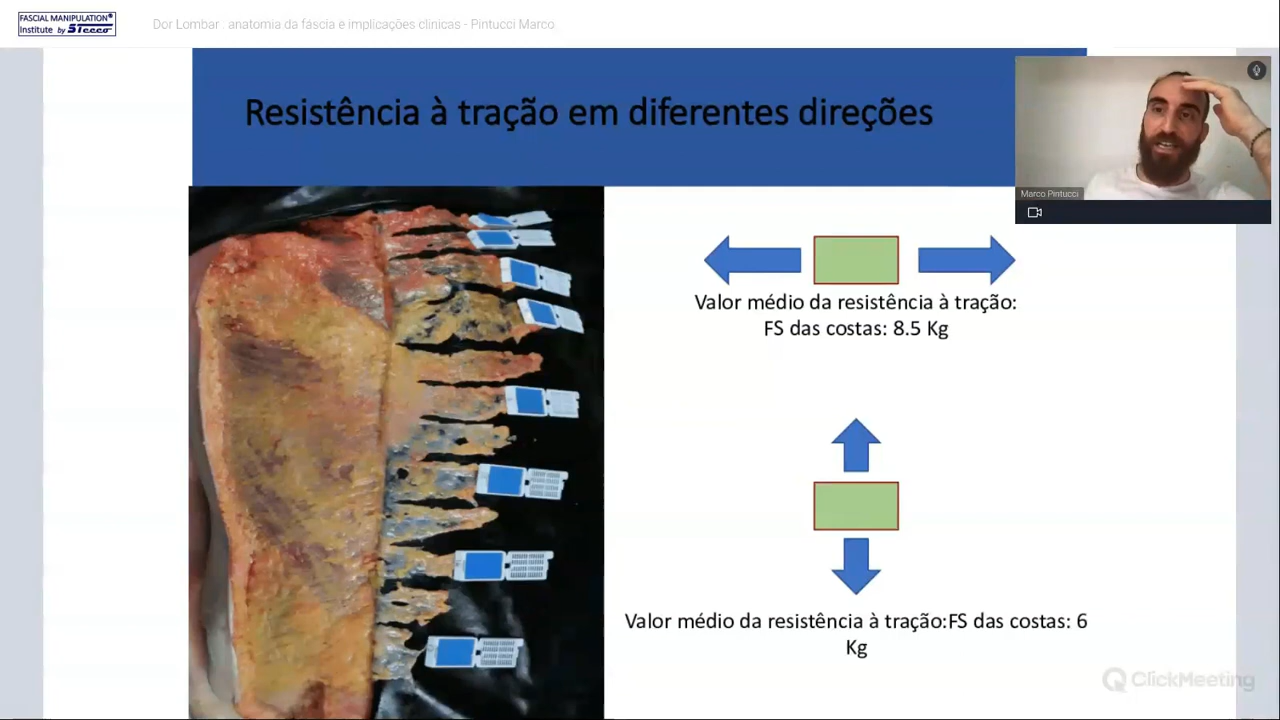 FASCIAL MANIPULATION®
Institute by STECCO
Dor Lombar : anatomia da fáscia e implicações clínicas - Pintucci Marco
Resistência à tração em diferentes direções
Marco Pintucci
Valor médio da resistência à tração:
FS das costas: 8.5 Kg
Valor médio da resistência à tração:FS das costas: 6
Kg
ClickMeeting